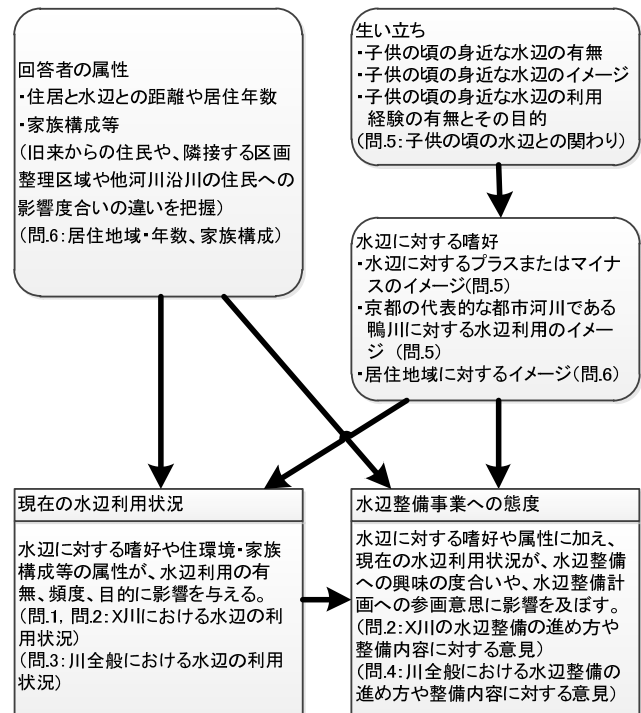 回答者の属性
・住居と水辺との距離や居住年数
・家族構成等
(旧来からの住民や、隣接する区画
整理区域や他河川沿川の住民への
影響度合いの違いを把握)
(問.6:居住地域・年数、家族構成)
生い立ち
・子供の頃の身近な水辺の有無
・子供の頃の身近な水辺のイメージ
・子供の頃の身近な水辺の利用
経験の有無とその目的
(問.5:子供の頃の水辺との関わり)
水辺に対する嗜好
・水辺に対するプラスまたはマイナ
スのイメージ(問.5)
・京都の代表的な都市河川である
鴨川に対する水辺利用のイメー
ジ (問.5)
・居住地域に対するイメージ(問.6)
現在の水辺利用状況
水辺に対する嗜好や住環境・家族
構成等の属性が、水辺利用の有
無、頻度、目的に影響を与える。
(問.1, 問.2:X川における水辺の利
用状況)
(問.3:川全般における水辺の利用
状況)
水辺整備事業への態度
水辺に対する嗜好や属性に加え、
現在の水辺利用状況が、水辺整備
への興味の度合いや、水辺整備計
画への参画意思に影響を及ぼす。
(問.2:X川の水辺整備の進め方や
整備内容に対する意見)
(問.4:川全般における水辺整備の
進め方や整備内容に対する意見)